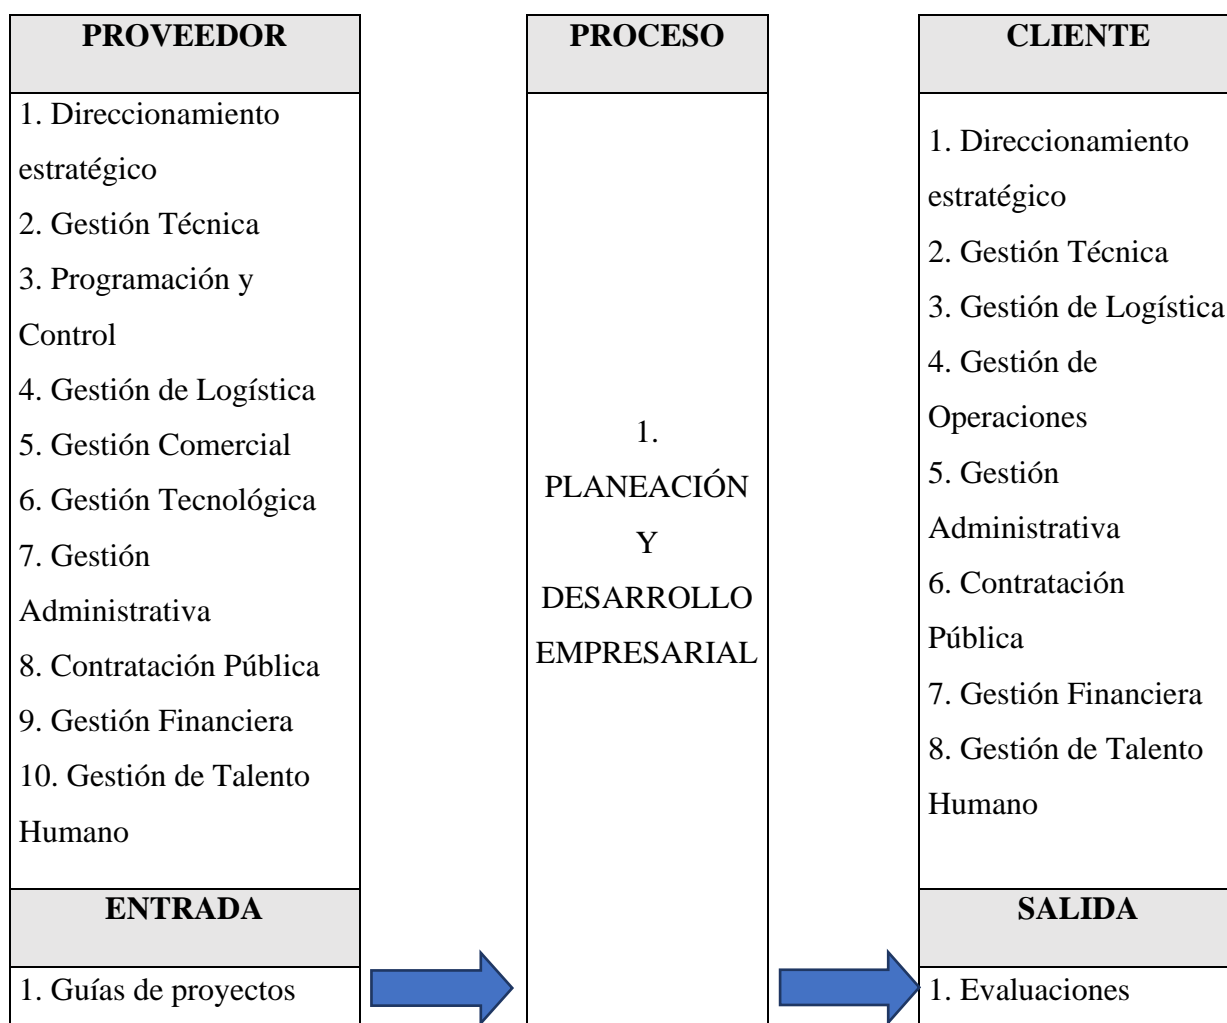 PROVEEDOR
1. Direccionamiento
estratégico
2. Gestión Técnica
3. Programación y
Control
4. Gestión de Logística
5. Gestión Comercial
6. Gestión Tecnológica
7. Gestión
Administrativa
8. Contratación Pública
9. Gestión Financiera
10. Gestión de Talento
Humano
ENTRADA
1. Guías de proyectos
PROCESO
1.
PLANEACIÓN
Y
DESARROLLO
EMPRESARIAL
CLIENTE
1. Direccionamiento
estratégico
2. Gestión Técnica
3. Gestión de Logística
4. Gestión de
Operaciones
5. Gestión
Administrativa
6. Contratación
Pública
7. Gestión Financiera
8. Gestión de Talento
Humano
SALIDA
1. Evaluaciones